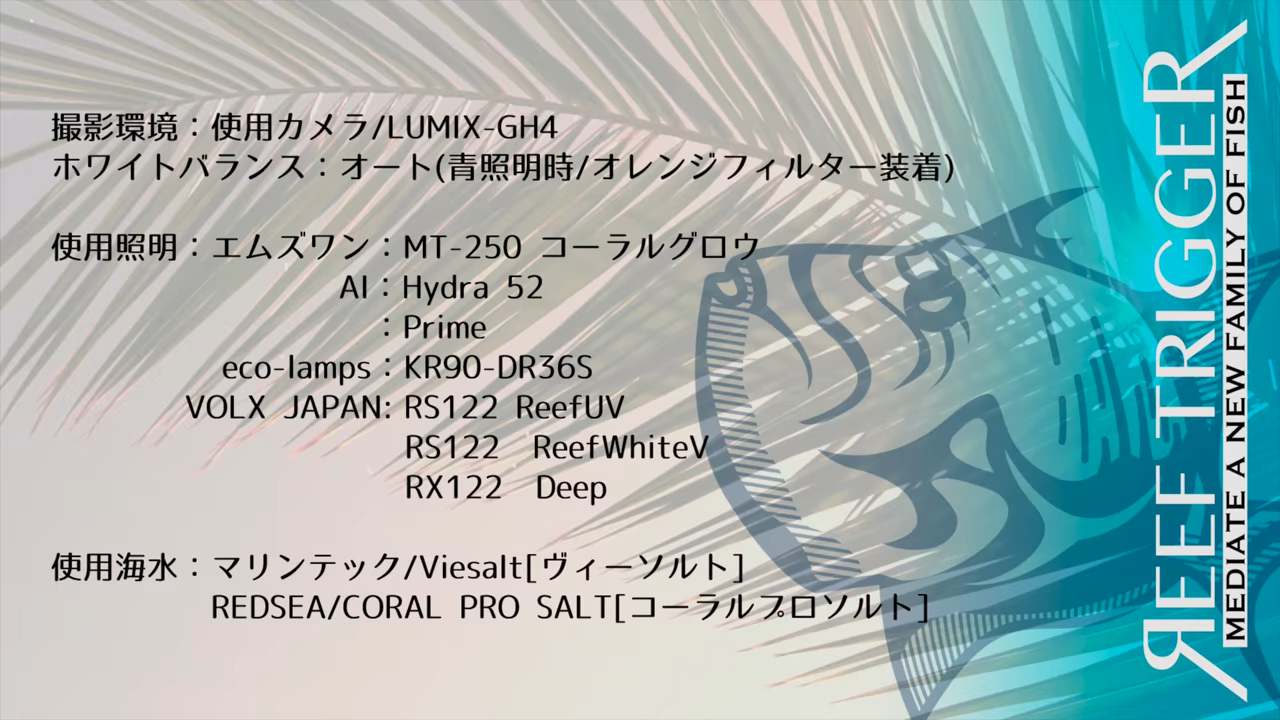 撮影環境：使用カメラ/LUMIX-GH4
ホワイトバランス：オート(青照明時/オレンジフィルター装着)
使用照明：エムズワン：MT-250 コーラルグロウ
AI：Hydra 52
：Prime
eco-lamps：KR90-DR36S
VOLX JAPAN: RS122 ReefUV
RS122　ReefWhiteV
RX122　Deep
使用海水：マリンテック/Viesalt[ヴィーソルト]
REDSEA/CORAL PRO SALT[コーラルプロソルト]
REEF TRIGGER
MEDIATE A NEW FAMILY OF FISH